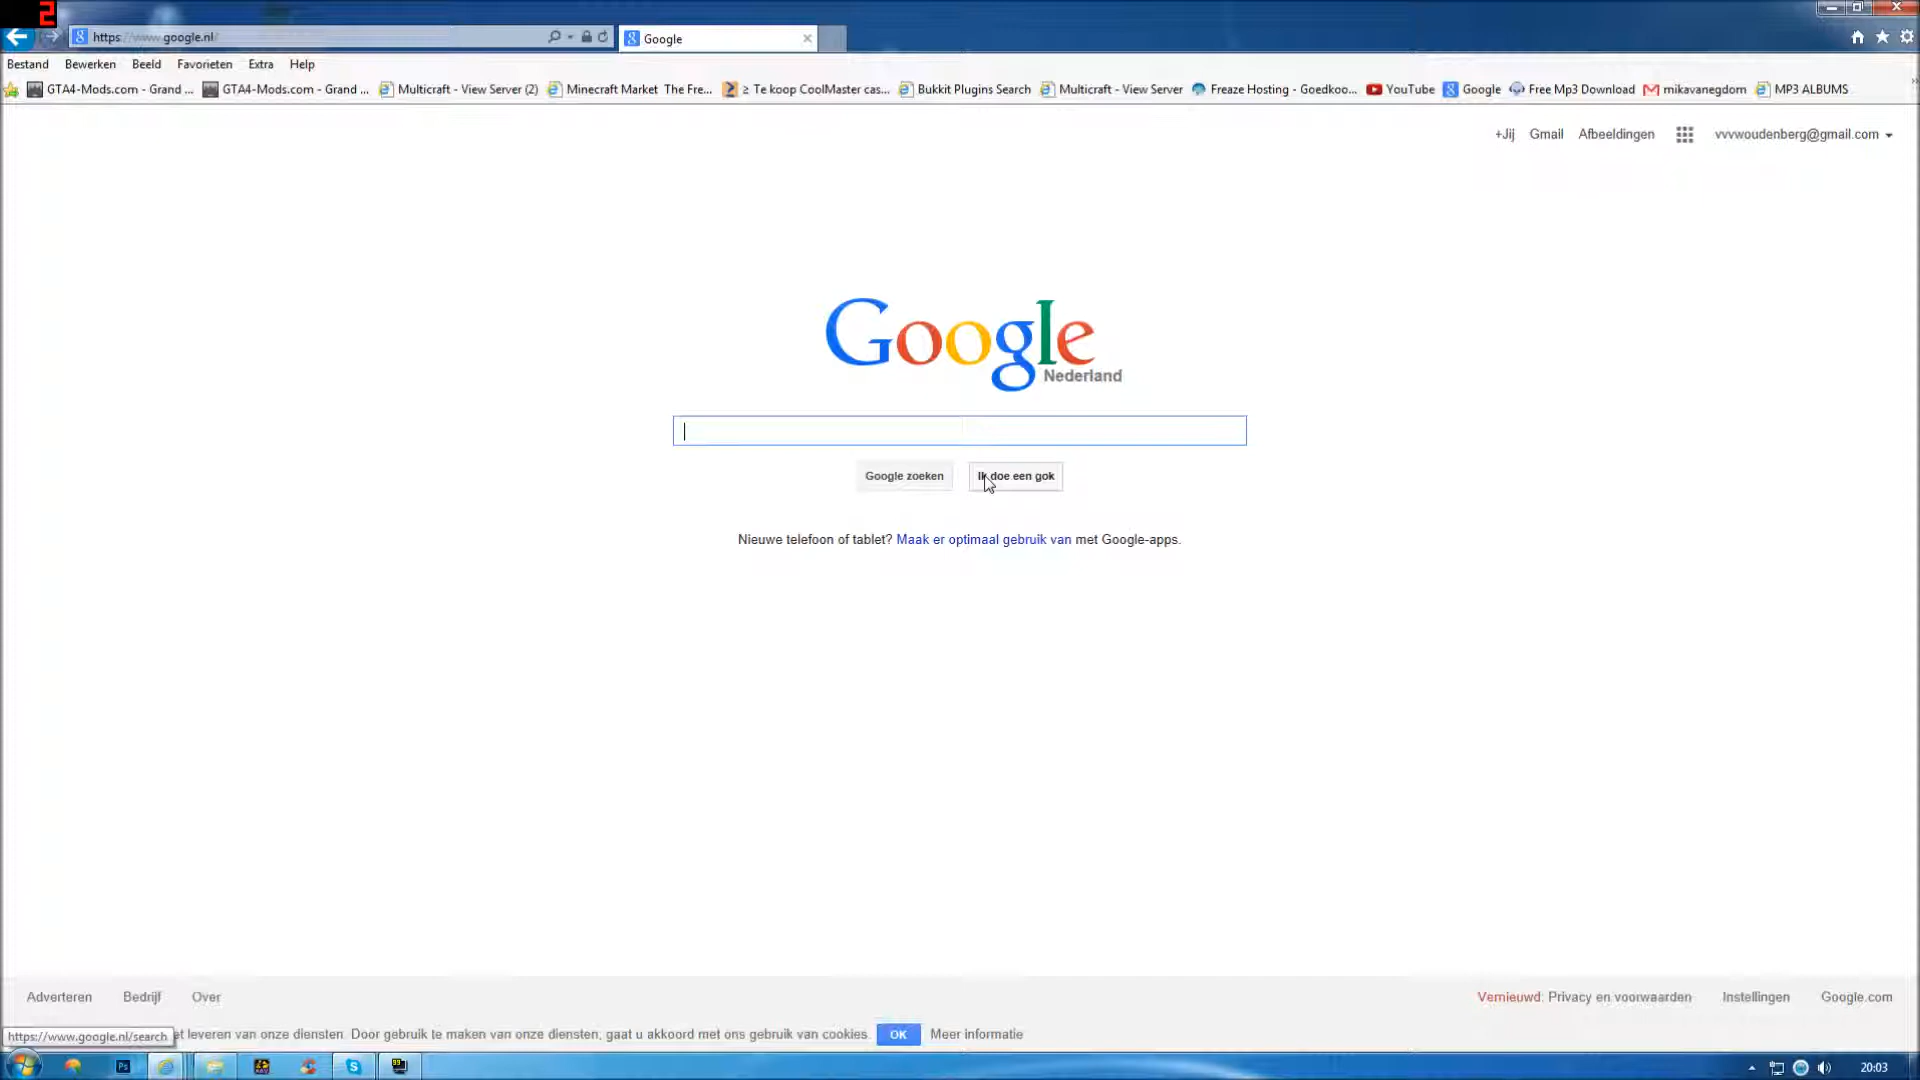 2
https://www.google.nl/
Google
Bestand Bewerken Beeld Favorieten Extra Help
GTA4-Mods.com - Grand ... GTA4-Mods.com - Grand ... Multicraft - View Server (2) Minecraft Market The Fre... ≥ Te koop CoolMaster cas... Bukkit Plugins Search Multicraft - View Server Freaze Hosting - Goedkoo... YouTube Google Free Mp3 Download mikavanegdom MP3 ALBUMS
+Jij Gmail Afbeeldingen vvvwoudenberg@gmail.com
Google
Nederland
Google zoeken Ik doe een gok
Nieuwe telefoon of tablet? Maak er optimaal gebruik van met Google-apps.
Adverteren Bedrijf Over Vernieuwd: Privacy en voorwaarden Instellingen Google.com
https://www.google.nl/search et leveren van onze diensten. Door gebruik te maken van onze diensten, gaat u akkoord met ons gebruik van cookies. OK Meer informatie
Ps
20:03